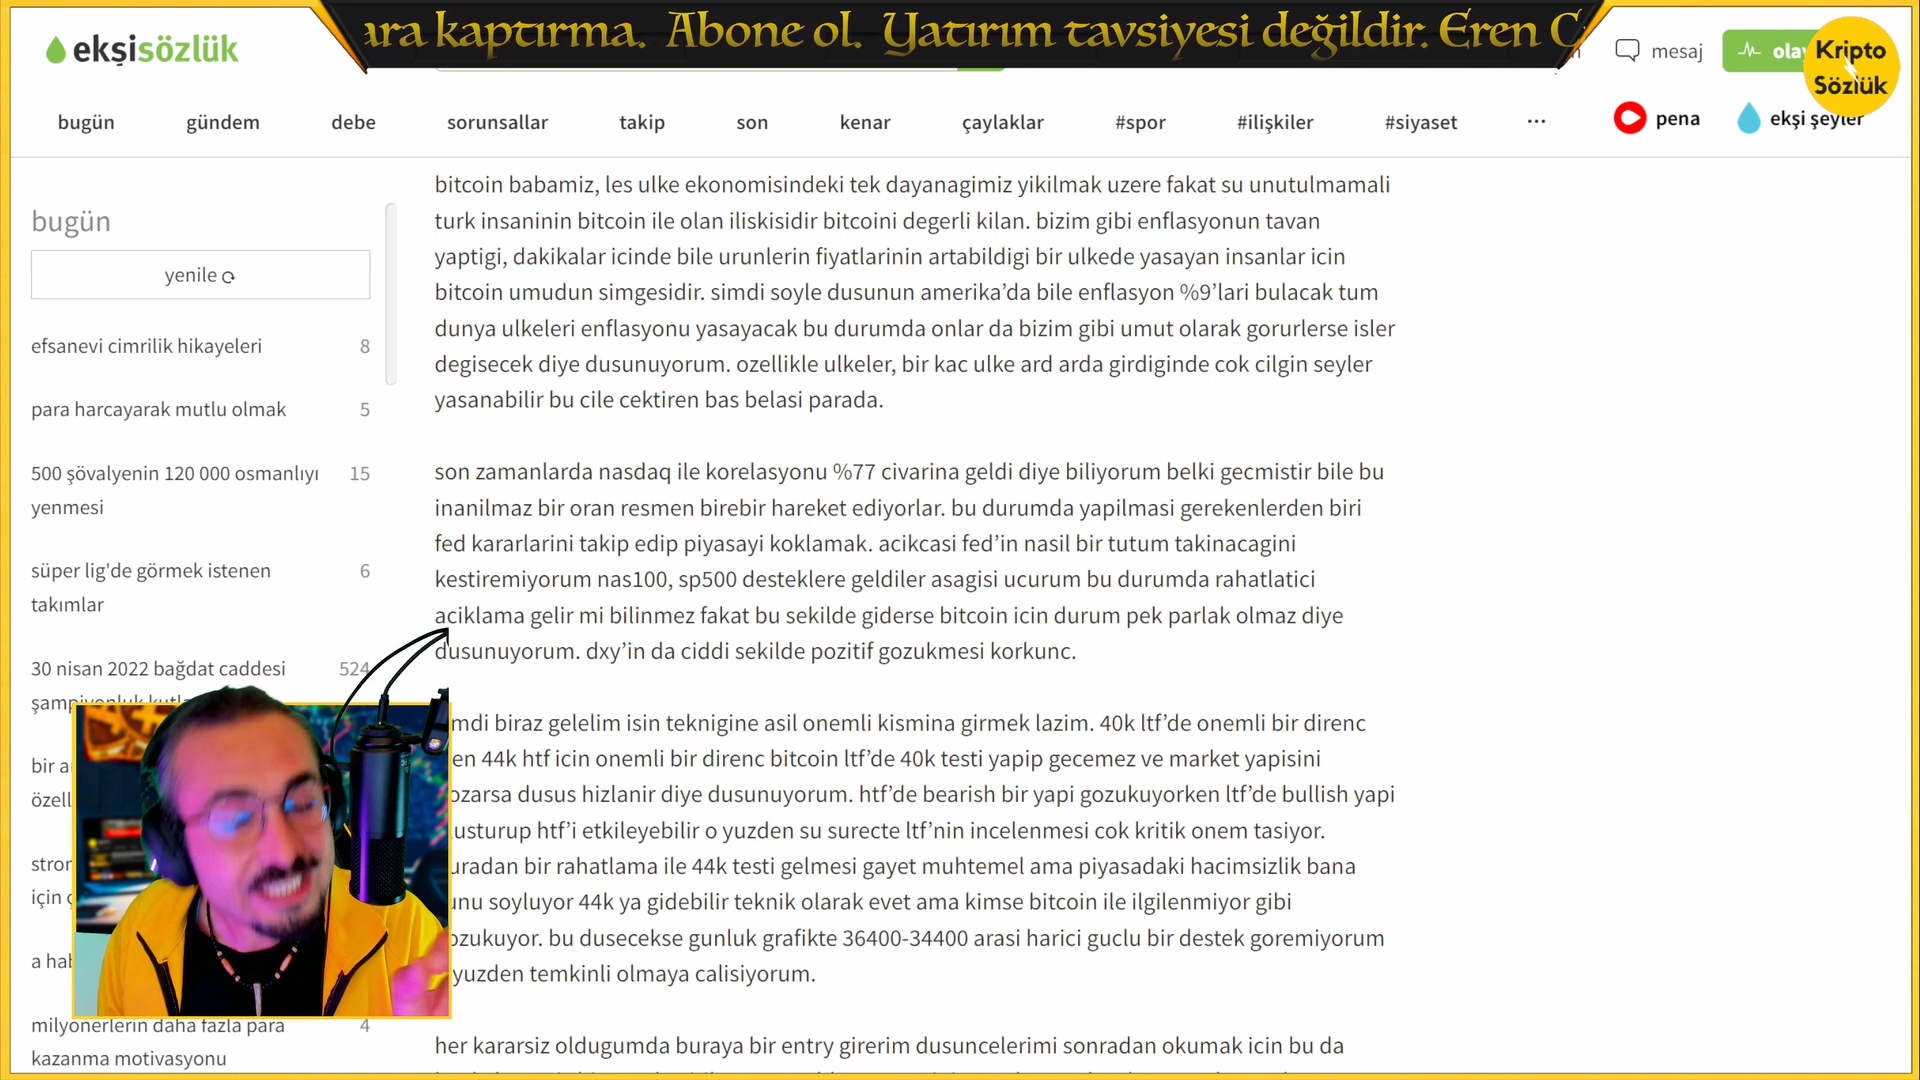 ara kaptırma. Abone ol. Yatırım tavsiyesi değildir. Eren
ekşisözlük
mesaj
Kripto
Sözlük
bugün
gündem
debe
sorunsallar
takip
son
kenar
çaylaklar
#spor
#ilişkiler
#siyaset
...
pena
ekşi şeyler
bugün
yenile
efsanevi cimrilik hikayeleri 8
para harcayarak mutlu olmak 5
500 şövalyenin 120 000 osmanlıyı 15
yenmesi
süper lig'de görmek istenen 6
takımlar
30 nisan 2022 bağdat caddesi 524
bir
için
milyonerlerin daha fazla para 4
kazanma motivasyonu
bitcoin babamiz, les ulke ekonomisindeki tek dayanagimiz yikilmak uzere fakat su unutulmamali
turk insaninin bitcoin ile olan iliskisidir bitcoini degerli kilan. bizim gibi enflasyonun tavan
yaptigi, dakikalar icinde bile urunlerin fiyatlarinin artabildigi bir ulkede yasayan insanlar icin
bitcoin umudun simgesidir. simdi soyle dusunun amerika’da bile enflasyon %9’lari bulacak tum
dunya ulkeleri enflasyonu yasayacak bu durumda onlar da bizim gibi umut olarak gorurlerse isler
degisecek diye dusunuyorum. ozellikle ulkeler, bir kac ulke ard arda girdiginde cok cilgin seyler
yasanabilir bu cile cektiren bas belasi parada.
son zamanlarda nasdaq ile korelasyonu %77 civarina geldi diye biliyorum belki gecmistir bile bu
inanilmaz bir oran resmen birebir hareket ediyorlar. bu durumda yapilmasi gerekenlerden biri
fed kararlarini takip edip piyasayi koklamak. acikcasi fed’in nasil bir tutum takinacagini
kestiremiyorum nas100, sp500 desteklere geldiler asagisi ucurum bu durumda rahatlatici
aciklama gelir mi bilinmez fakat bu sekilde giderse bitcoin icin durum pek parlak olmaz diye
dusunuyorum. dxy’in da ciddi sekilde pozitif gozukmesi korkunc.
mdi biraz gelelim isin teknigine asil onemli kismina girmek lazim. 40k ltf’de onemli bir direnc
en 44k htf icin onemli bir direnc bitcoin ltf’de 40k testi yapip gecemez ve market yapisini
ozarsa dusus hizlanir diye dusunuyorum. htf’de bearish bir yapi gozukuyorken ltf’de bullish yapi
usturup htf’i etkileyebilir o yuzden su surecte ltf’nin incelenmesi cok kritik onem tasiyor.
uradan bir rahatlama ile 44k testi gelmesi gayet muhtemel ama piyasadaki hacimsizlik bana
unu soyluyor 44k ya gidebilir teknik olarak evet ama kimse bitcoin ile ilgilenmiyor gibi
ozukuyor. bu dusecekse gunluk grafikte 36400-34400 arasi harici guclu bir destek goremiyorum
yuzden temkinli olmaya calisiyorum.
her kararsiz oldugumda buraya bir entry girerim dusuncelerimi sonradan okumak icin bu da